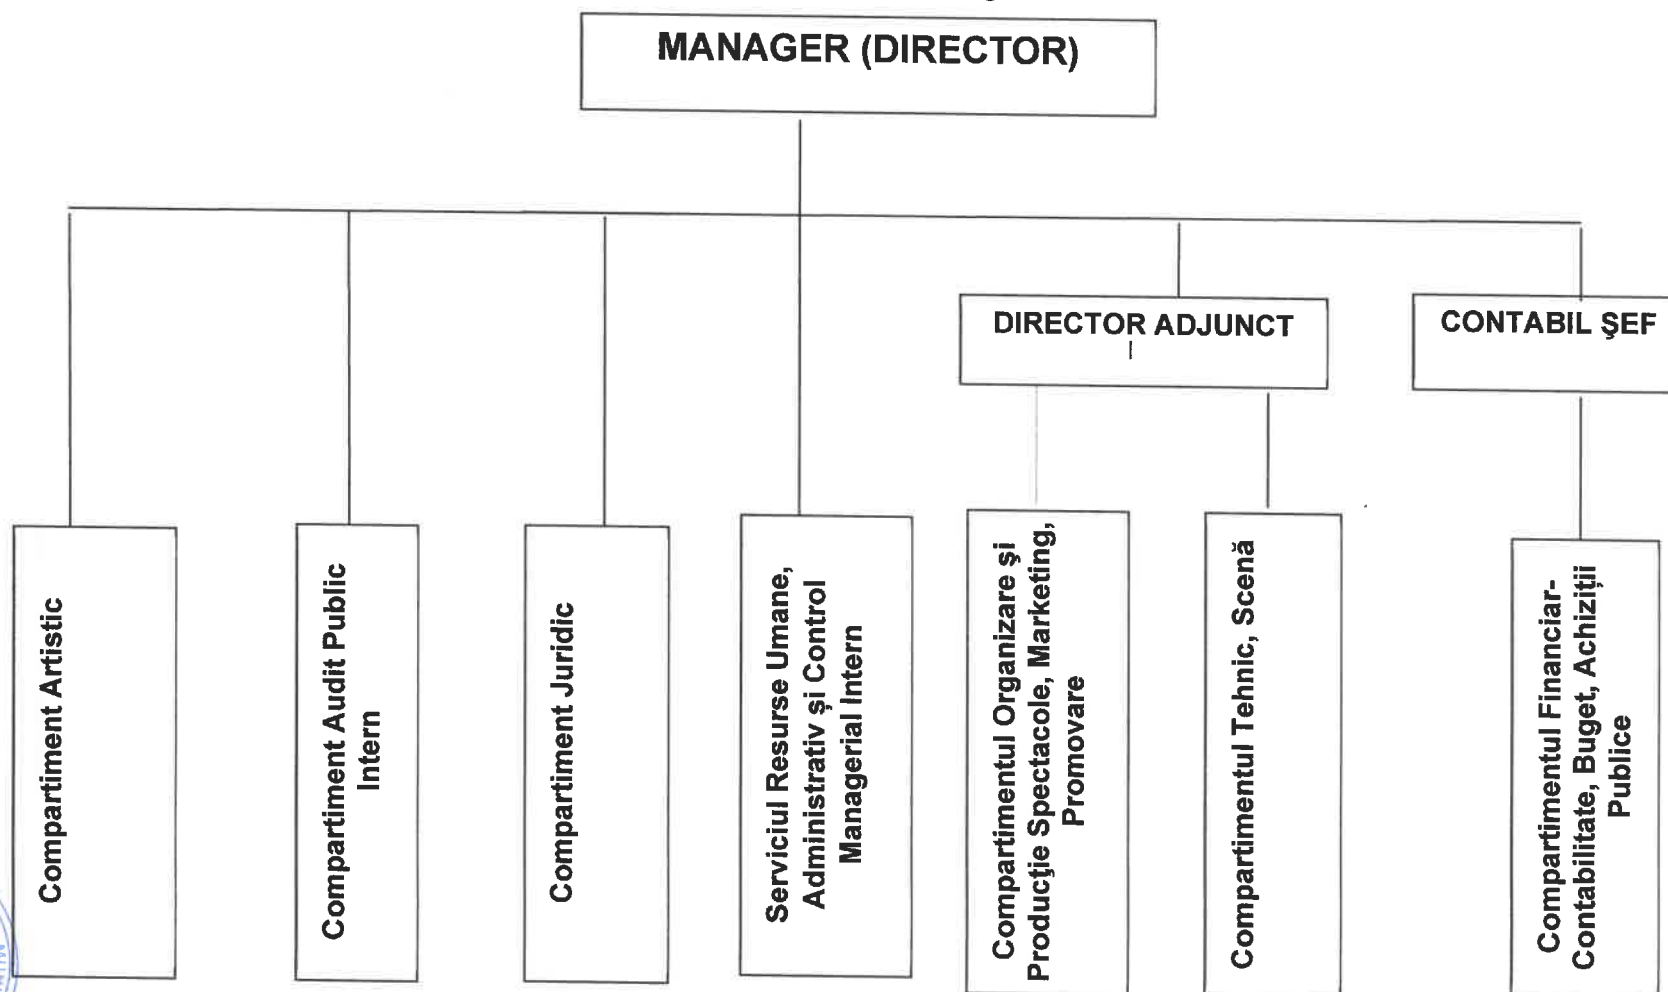 MANAGER (DIRECTOR)
DIRECTOR ADJUNCT
CONTABIL ŞEF
Compartiment Artistic
Compartiment Audit Public
Intern
Compartiment Juridic
Serviciul Resurse Umane,
Administrativ și Control
Managerial Intern
Compartimentul Organizare şi
Producţie Spectacole, Marketing,
Promovare
Compartimentul Tehnic, Scenă
Compartimentul Financiar-
Contabilitate, Buget, Achiziţii
Publice